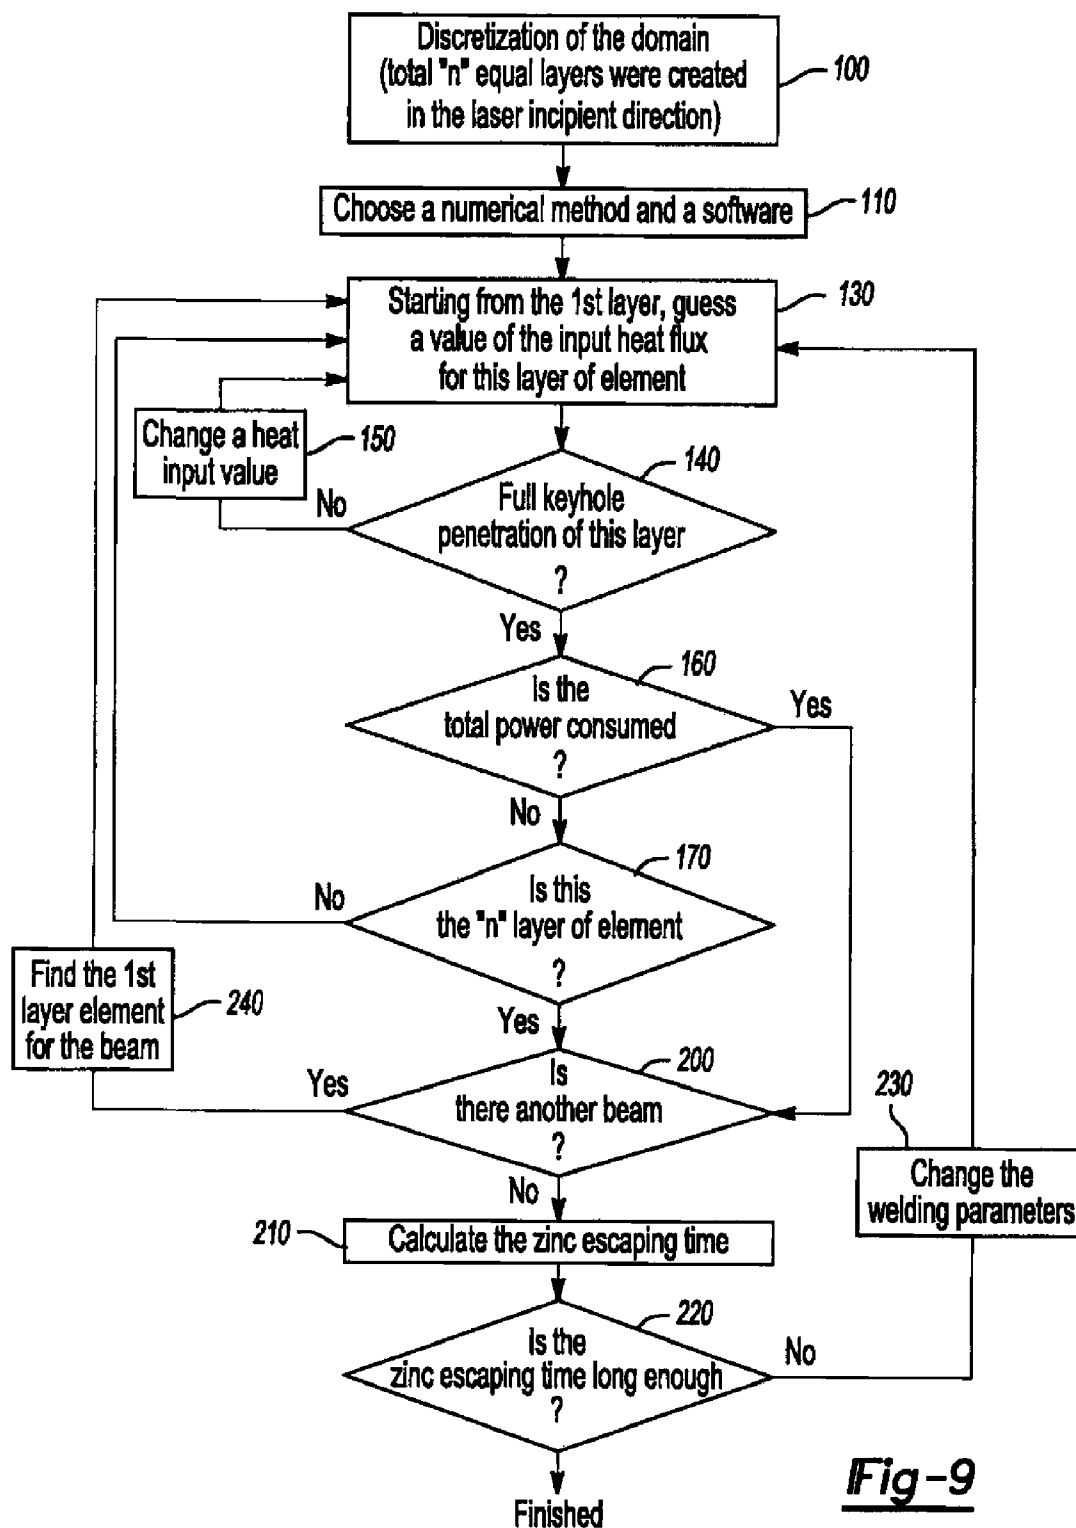 Discretization of the domain
(total "n" equal layers were created
in the laser incipient direction)
100
Choose a numerical method and a software
110
Starting from the 1st layer, guess
a value of the input heat flux
for this layer of element
130
Change a heat
input value
150
No
140
Full keyhole
penetration of this layer
?
Yes
160
Is the
total power consumed
?
Yes
No
170
Is this
the "n" layer of element
?
No
Yes
Find the 1st
layer element
for the beam
240
200
Is
there another beam
?
Yes
No
230
Change the
welding parameters
210
Calculate the zinc escaping time
220
Is the
zinc escaping time long enough
?
No
Finished
Fig-9